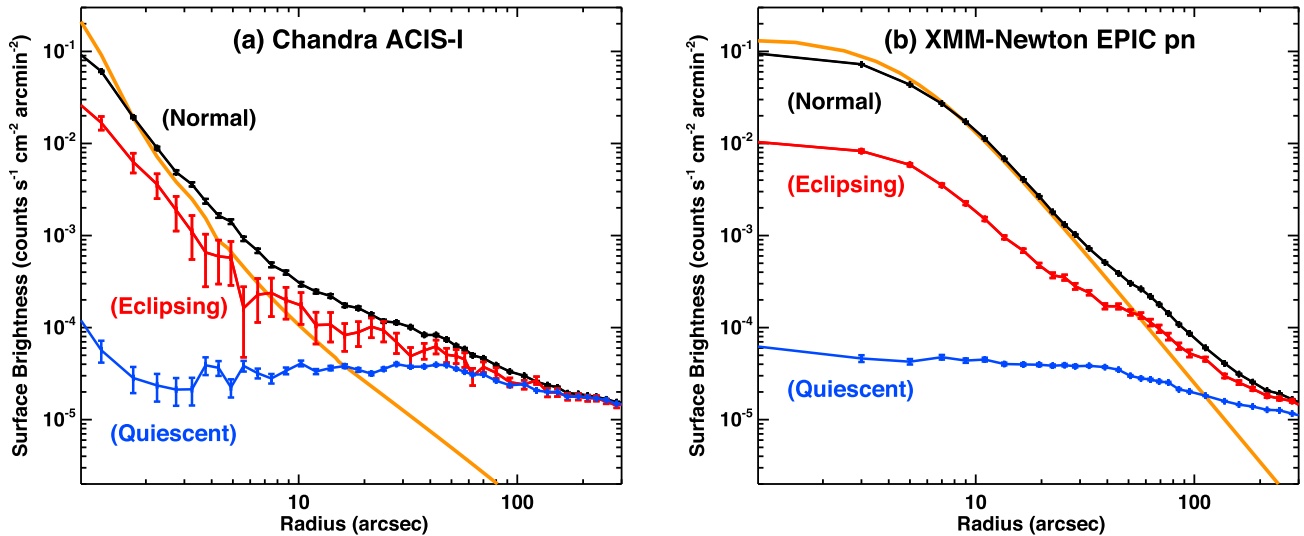 (a) Chandra ACIS-I
(Normal)
(Eclipsing)
(Quiescent)
10⁻¹
10⁻²
10⁻³
10⁻⁴
10⁻⁵
10
100
Surface Brightness (counts s⁻¹ cm⁻² arcmin⁻²)
Radius (arcsec)
(b) XMM-Newton EPIC pn
(Normal)
(Eclipsing)
(Quiescent)
10⁻¹
10⁻²
10⁻³
10⁻⁴
10⁻⁵
10
100
Surface Brightness (counts s⁻¹ cm⁻² arcmin⁻²)
Radius (arcsec)